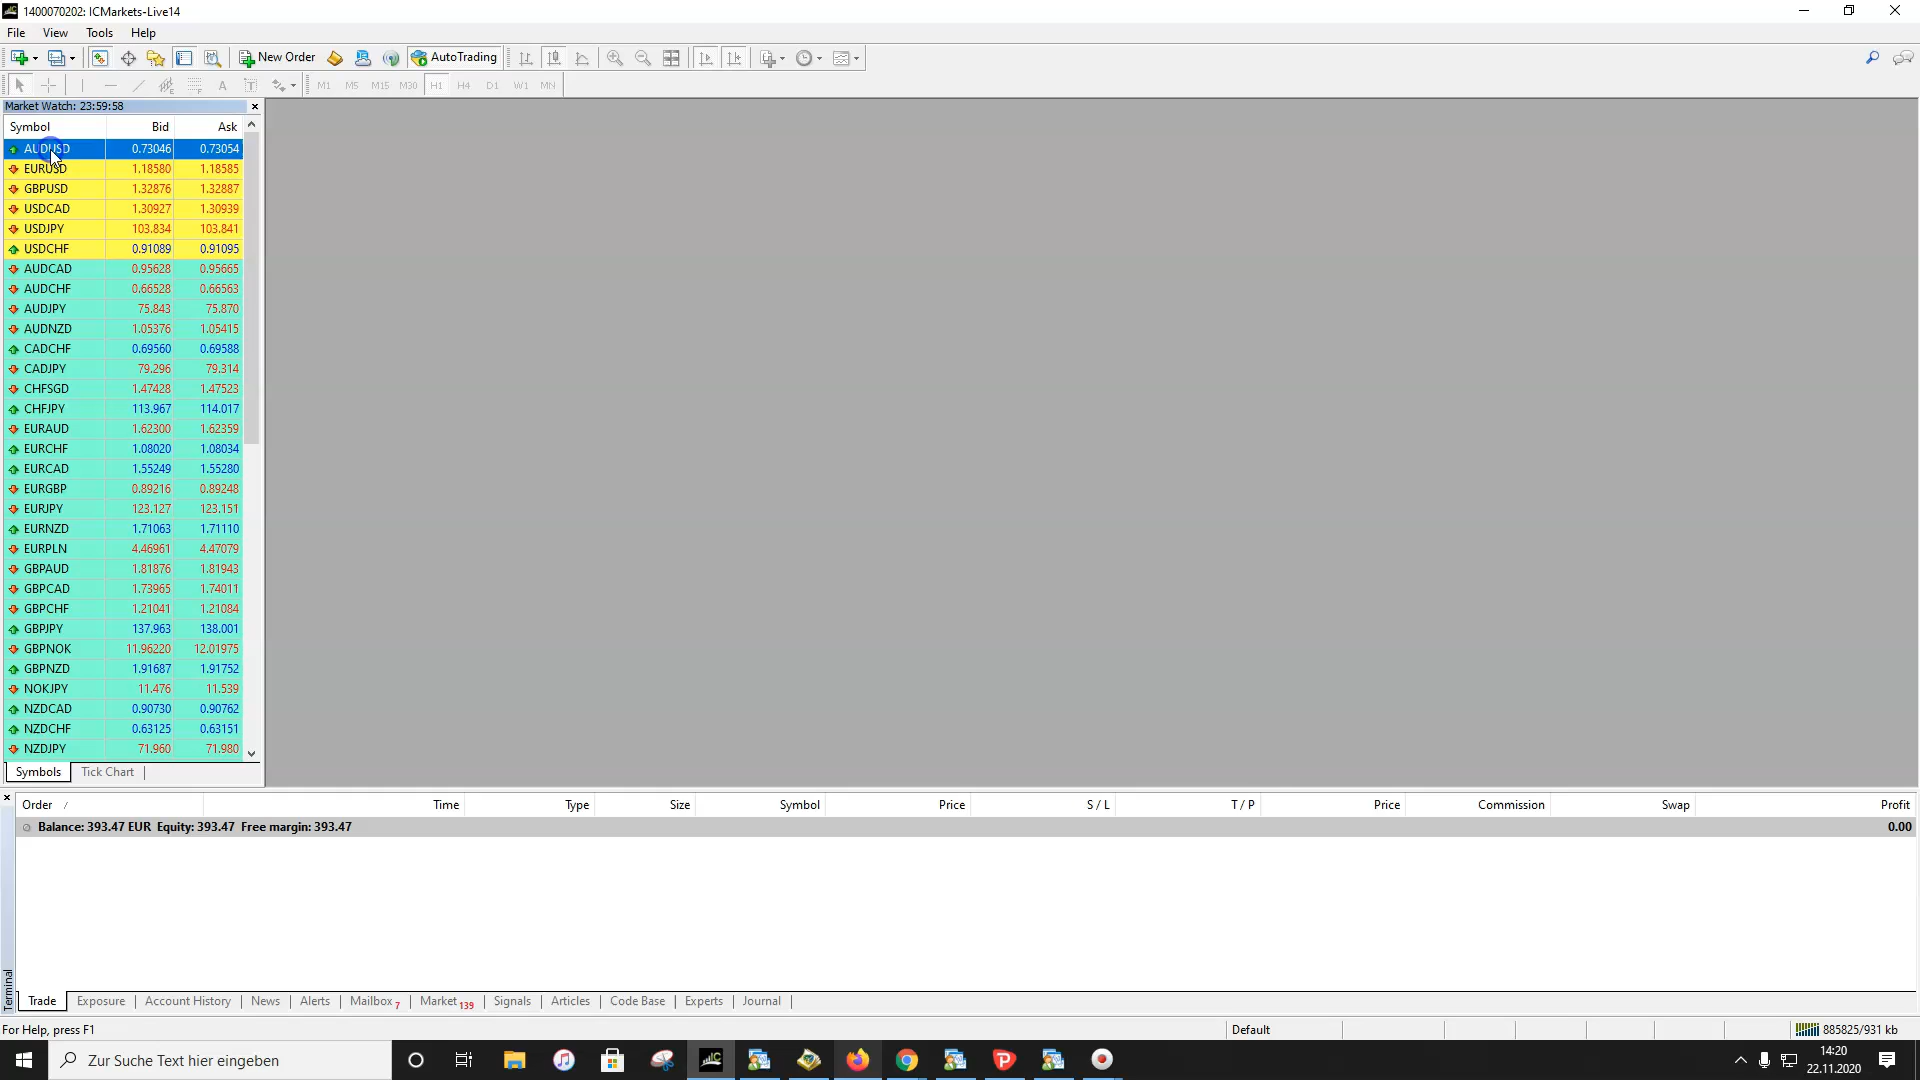 1400070202: ICMarkets-Live14
File View Tools Help
New Order AutoTrading
M1 M5 M15 M30 H1 H4 D1 W1 MN
Market Watch: 23:59:58
Symbol Bid Ask
AUDUSD 0.73046 0.73054
EURUSD 1.18580 1.18585
GBPUSD 1.32876 1.32887
USDCAD 1.30927 1.30939
USDJPY 103.834 103.841
USDCHF 0.91089 0.91095
AUDCAD 0.95628 0.95665
AUDCHF 0.66528 0.66563
AUDJPY 75.843 75.870
AUDNZD 1.05376 1.05415
CADCHF 0.69560 0.69588
CADJPY 79.296 79.314
CHFSGD 1.47428 1.47523
CHFJPY 113.967 114.017
EURAUD 1.62300 1.62359
EURCHF 1.08020 1.08034
EURCAD 1.55249 1.55280
EURGBP 0.89216 0.89248
EURJPY 123.127 123.151
EURNZD 1.71063 1.71110
EURPLN 4.46961 4.47079
GBPAUD 1.81876 1.81943
GBPCAD 1.73965 1.74011
GBPCHF 1.21041 1.21084
GBPJPY 137.963 138.001
GBPNOK 11.96220 12.01975
GBPNZD 1.91687 1.91752
NOKJPY 11.476 11.539
NZDCAD 0.90730 0.90762
NZDCHF 0.63125 0.63151
NZDJPY 71.960 71.980
Symbols Tick Chart
Order / Time Type Size Symbol Price S / L T / P Price Commission Swap Profit
Balance: 393.47 EUR Equity: 393.47 Free margin: 393.47 0.00
Terminal
Trade Exposure Account History News Alerts Mailbox 7 Market 139 Signals Articles Code Base Experts Journal
For Help, press F1 Default 885825/931 kb
Zur Suche Text hier eingeben
14:20
22.11.2020